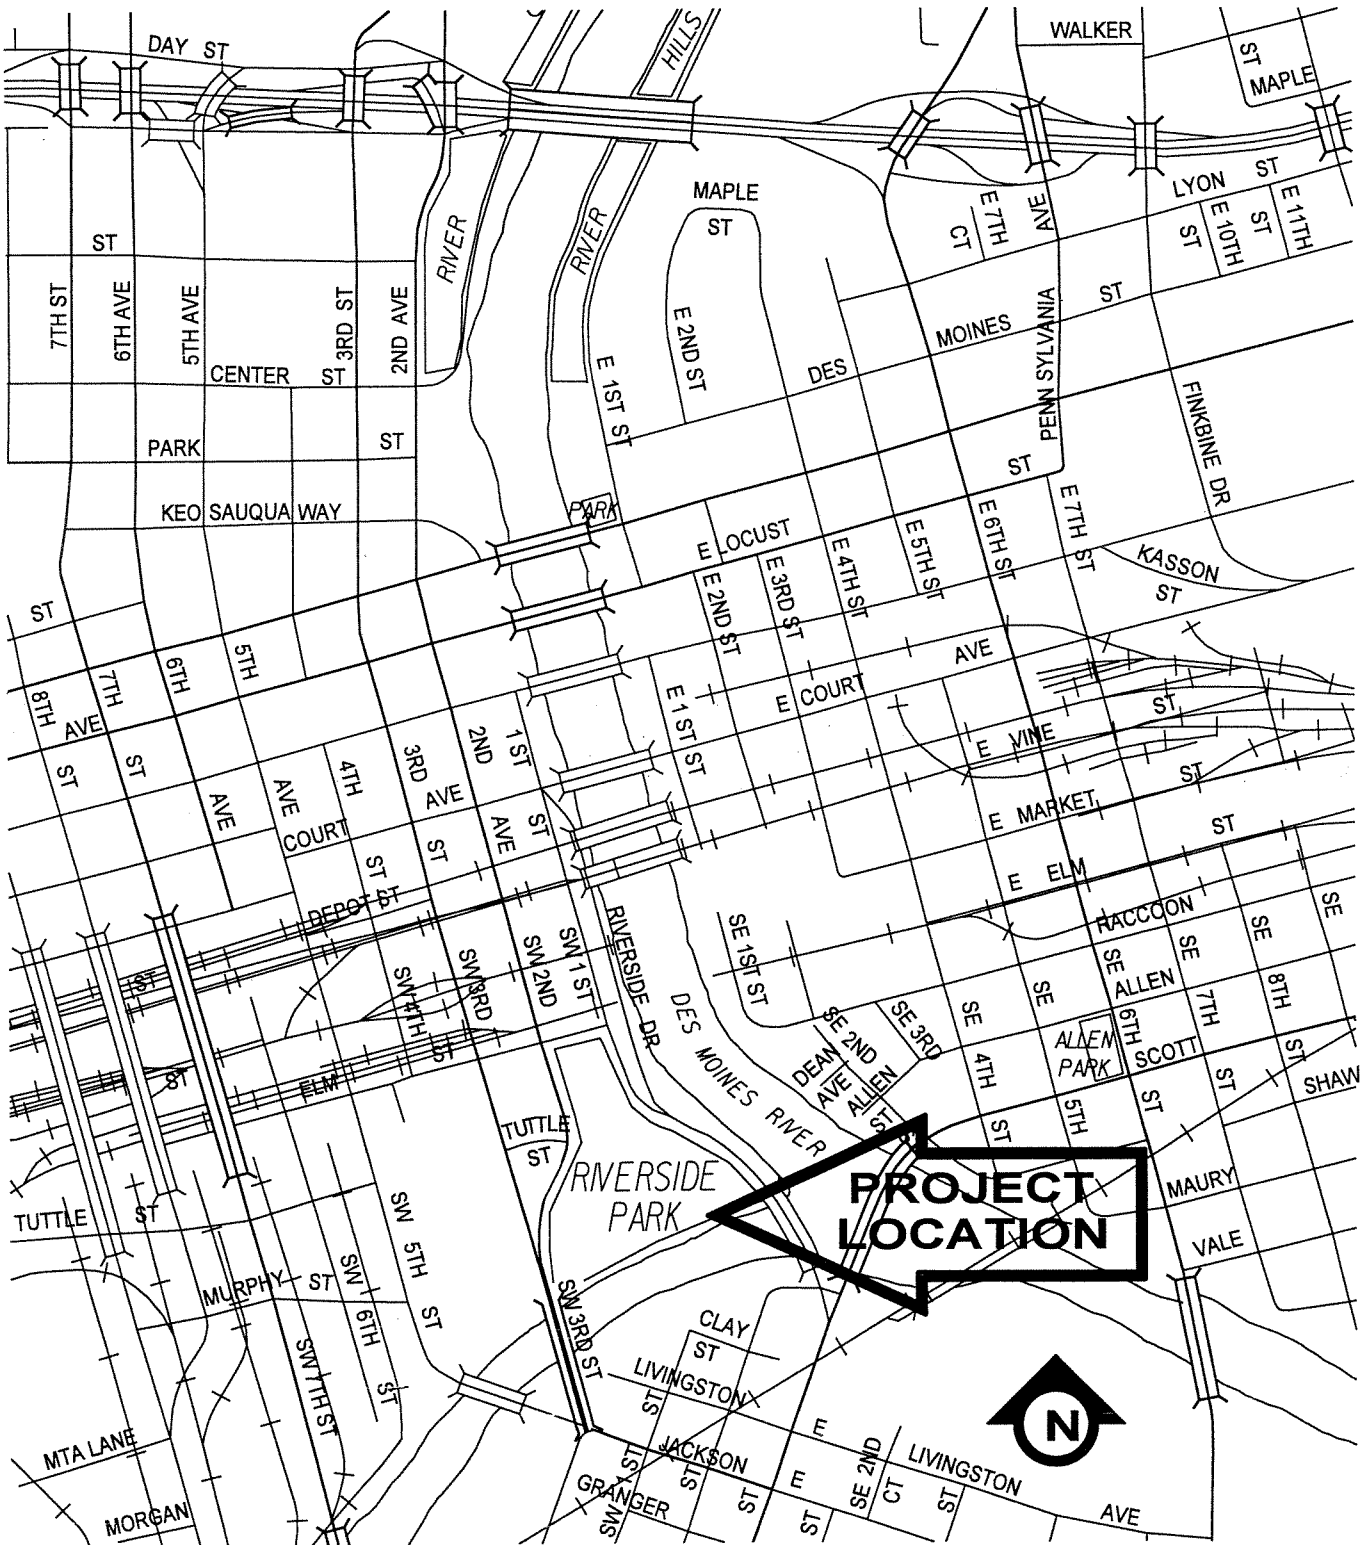 HILLS
WALKER
DAY ST
ST
MAPLE
MAPLE
ST
LYON ST
E 7TH
CT
AVE
E 10TH
ST
E 11TH
ST
RIVER
RIVER
ST
7TH ST
6TH AVE
5TH AVE
3RD ST
2ND AVE
CENTER ST
PARK ST
KEO SAUQUA WAY
E 1ST ST
E 2ND ST
DES
MOINES
ST
PENN SYLVANIA
FINKBINE DR
ST
PARK
E LOCUST
E 2ND ST
E 3RD ST
E 4TH ST
E 5TH ST
E 6TH ST
E 7TH ST
KASSON
ST
ST
8TH
ST
7TH
ST
6TH
AVE
5TH
AVE
AVE
4TH
ST
3RD
ST
2ND
AVE
1 ST
ST
AVE
COURT
E 1 ST ST
E COURT
AVE
E VINE
ST
E MARKET
ST
E ELM
ST
RACCOON
DEPOT ST
ST
SW 4TH
SW 3RD
SW 2ND
SW 1 ST
RIVERSIDE DR
SE 1ST ST
DES MOINES RIVER
SE 2ND
SE 3RD
DEAN
AVE
ALLEN
ST
SE
4TH
ST
SE
5TH
SE
6TH
ST
SE
7TH
ST
SE
8TH
ST
SE
ALLEN
ALLEN
PARK
SCOTT
SHAW
ST
ST
ELM
TUTTLE
ST
RIVERSIDE
PARK
PROJECT
LOCATION
MAURY
VALE
TUTTLE ST
MURPHY ST
SW 5TH
ST
SW
6TH
ST
SW 7TH ST
SW 3RD ST
CLAY
ST
LIVINGSTON
ST
E LIVINGSTON
AVE
JACKSON
E
SW 1 ST
SW
ST
ST
GRANGER
SE 2ND
CT
ST
ST
MTA LANE
MORGAN
N